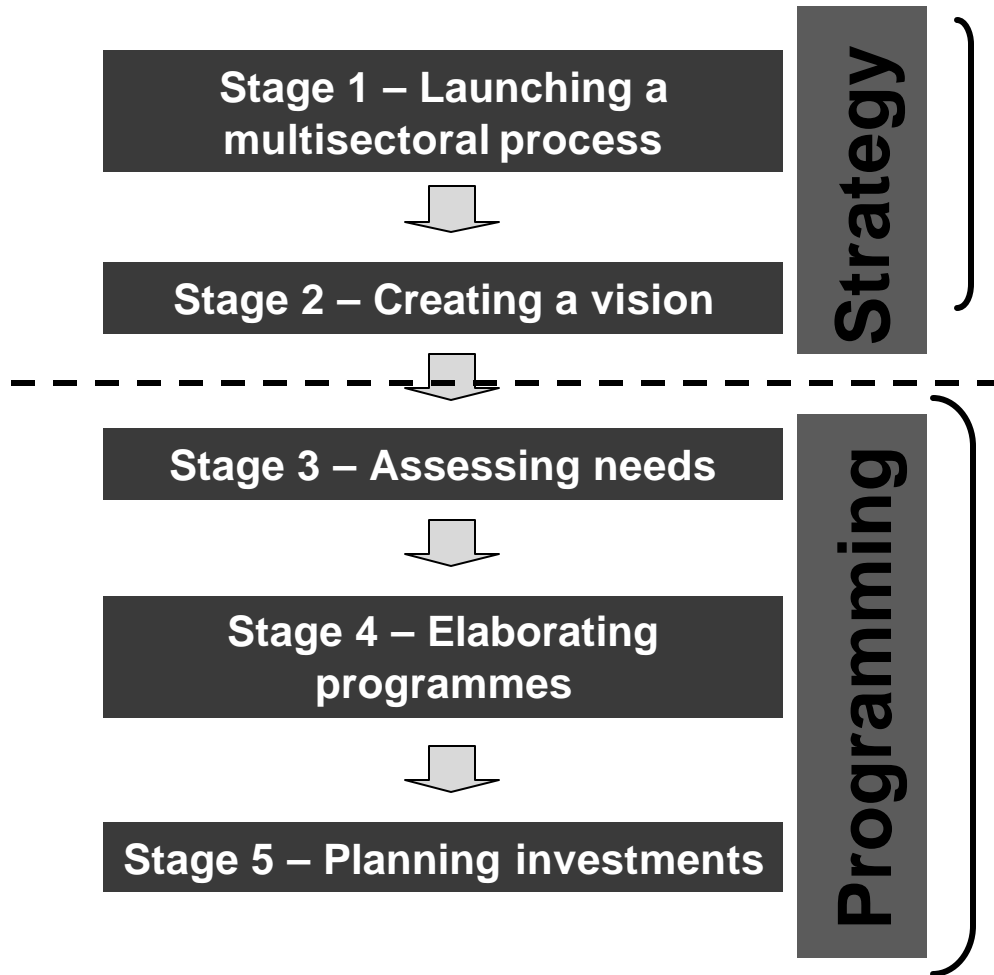 Stage 1 – Launching a
multisectoral process
Stage 2 – Creating a vision
Strategy
Stage 3 – Assessing needs
Stage 4 – Elaborating
programmes
Stage 5 – Planning investments
Programming